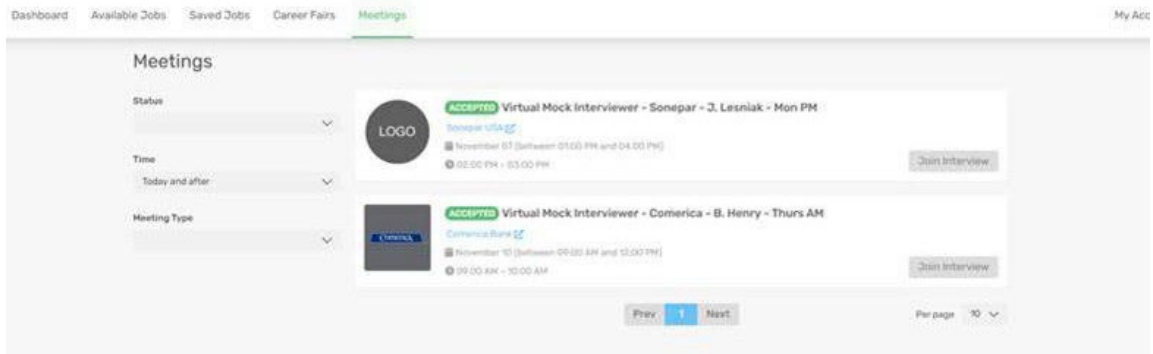 Dashboard Available Jobs Saved Jobs Career Fairs Meetings My Acc
Meetings
Status
Time
Today and after
Meeting Type
LOGO
ACCEPTED Virtual Mock Interviewer - Sonepar - J. Lesniak - Mon PM
Sonepar USA
November 07 (between 01:00 PM and 04:00 PM)
02:00 PM - 03:00 PM
Join Interview
Comerica
ACCEPTED Virtual Mock Interviewer - Comerica - B. Henry - Thurs AM
Comerica Bank
November 10 (between 09:00 AM and 12:00 PM)
09:00 AM - 10:00 AM
Join Interview
Prev 1 Next
Per page 10